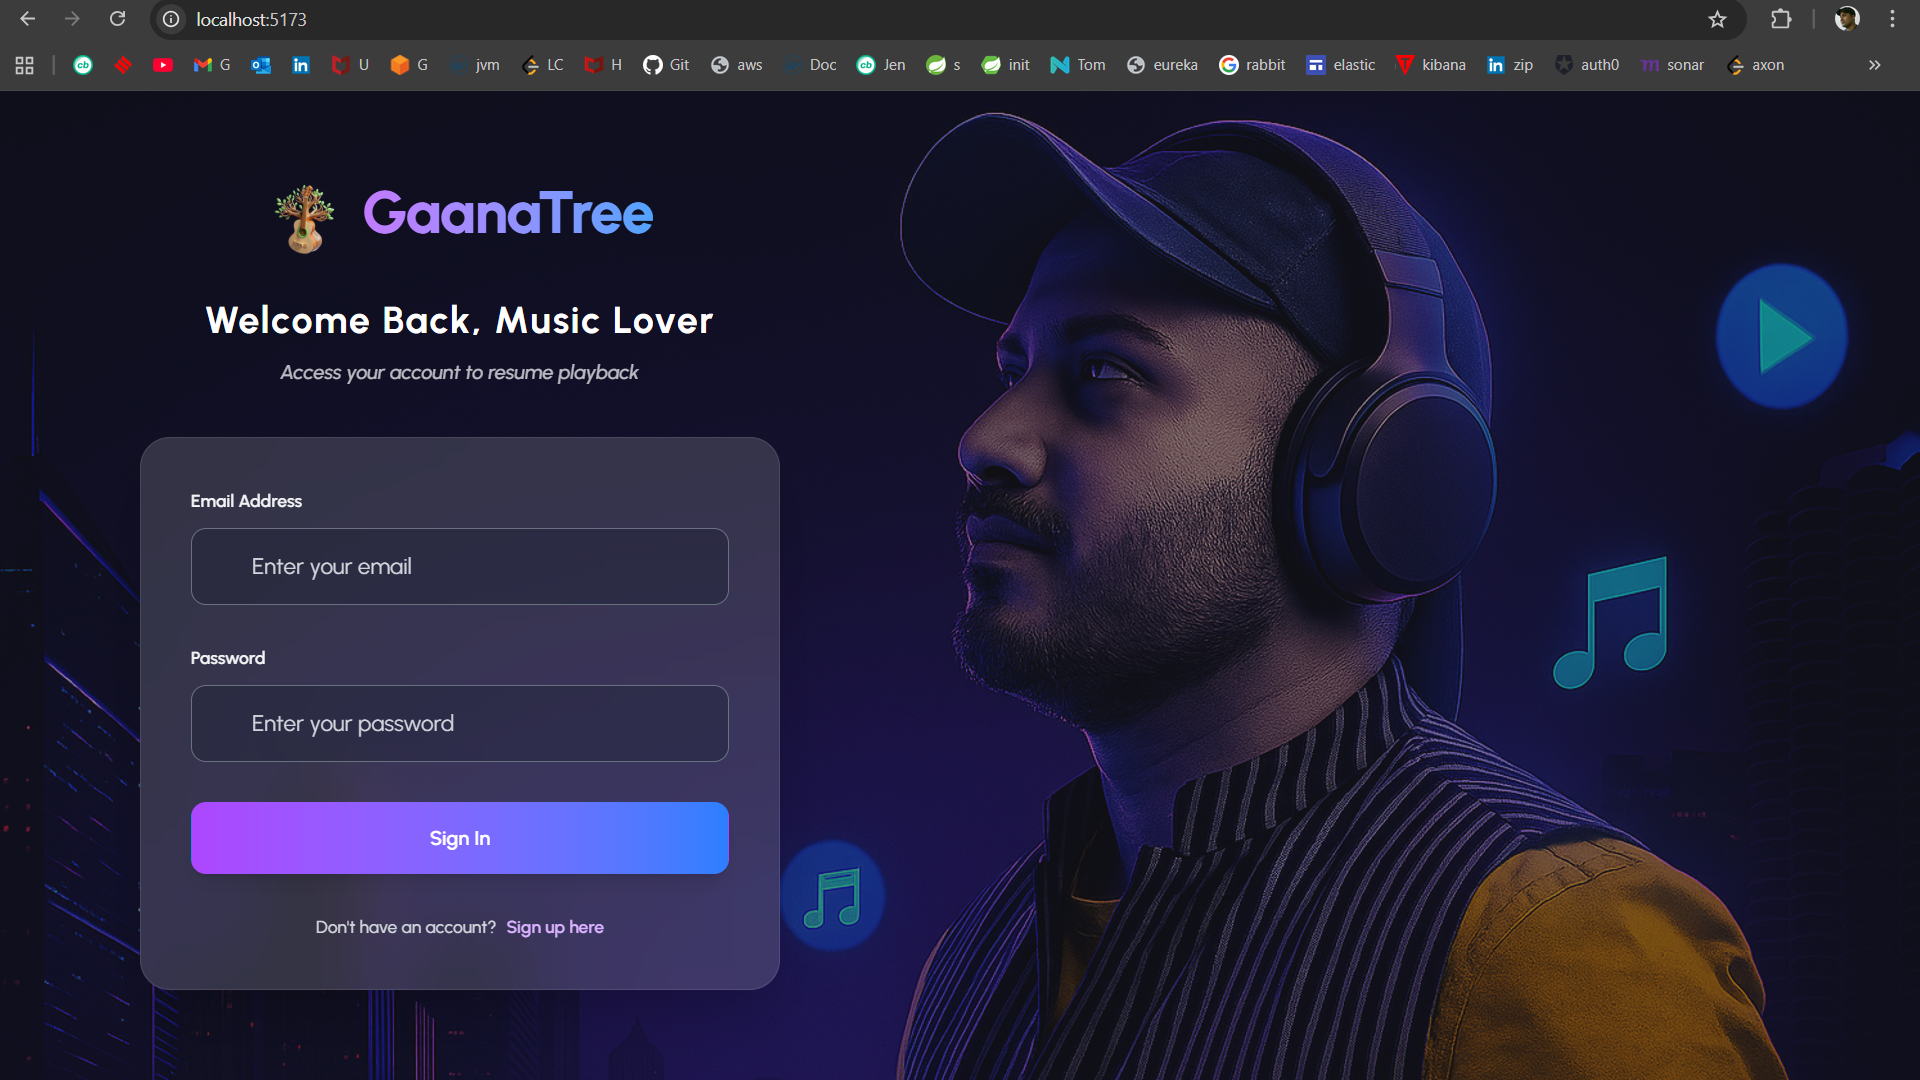 localhost:5173
G
U
G
jvm
LC
H
Git
aws
Doc
Jen
s
init
Tom
eureka
rabbit
elastic
kibana
zip
auth0
sonar
axon
GaanaTree
Welcome Back, Music Lover
Access your account to resume playback
Email Address
Enter your email
Password
Enter your password
Sign In
Don't have an account? Sign up here